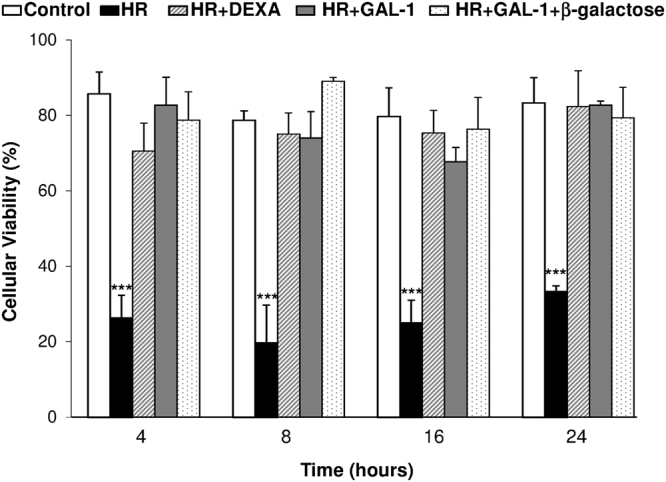 Control HR HR+DEXA HR+GAL-1 HR+GAL-1+β-galactose
100
80
60
40
20
0
Cellular Viability (%)
*** *** *** ***
4 8 16 24
Time (hours)